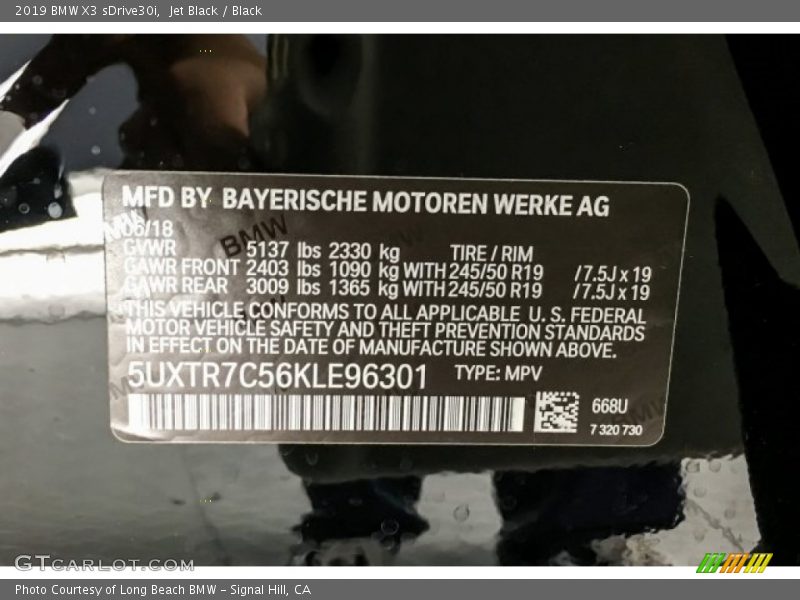 2019 BMW X3 sDrive30i,  Jet Black / Black
MFD BY BAYERISCHE MOTOREN WERKE AG
06/18
GVWR 5137 lbs 2330 kg TIRE / RIM
GAWR FRONT 2403 lbs 1090 kg WITH 245/50 R19 /7.5J x 19
GAWR REAR 3009 lbs 1365 kg WITH 245/50 R19 /7.5J x 19
THIS VEHICLE CONFORMS TO ALL APPLICABLE U. S. FEDERAL
MOTOR VEHICLE SAFETY AND THEFT PREVENTION STANDARDS
IN EFFECT ON THE DATE OF MANUFACTURE SHOWN ABOVE.
5UXTR7C56KLE96301 TYPE: MPV
668U
7 320 730
GTCarLot.com
Photo Courtesy of Long Beach BMW - Signal Hill, CA